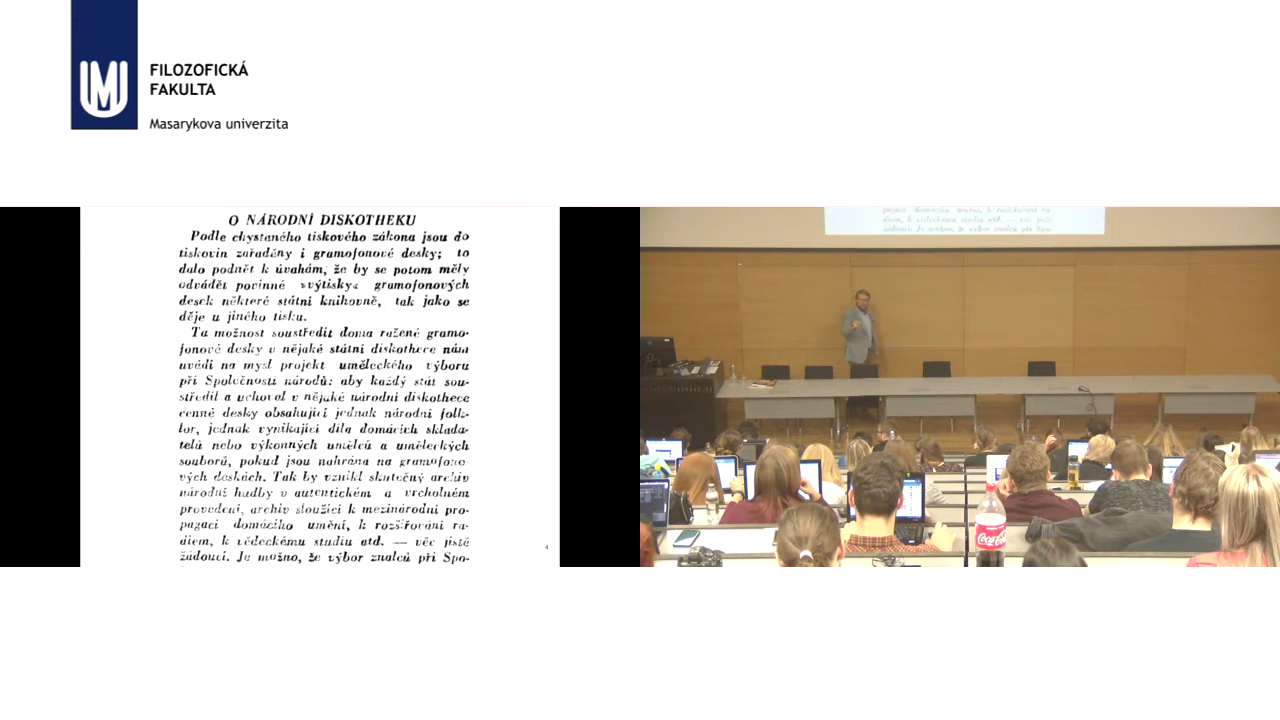 FILOZOFICKÁ
FAKULTA
Masarykova univerzita
O NÁRODNÍ DISKOTHEKU
Podle chystaného tiskového zákona jsou do
tiskovin zařaděny i gramofonové desky; to
dalo podnět k úvahám, že by se potom měly
odvádět povinné »výtisky« gramofonových
desek některé státní knihovně, tak jako se
děje u jiného tisku.
Ta možnost soustředit doma ražené gramo-
fonové desky v nějaké státní diskothece nám
uvádí na mysl projekt uměleckého výboru
při Společnosti národů: aby každý stát sou-
středil a uchoval v nějaké národní diskothece
cenné desky obsahující jednak národní folk-
lor, jednak vynikající díla domácích sklada-
telů nebo výkonných umělců a uměleckých
souborů, pokud jsou nahrána na gramofono-
vých deskách. Tak by vznikl skutečný archiv
národní hudby v autentickém a vrcholném
provedení, archiv sloužící k mezinárodní pro-
pagaci domácího umění, k rozšiřování ra-
diem, k vědeckému studiu atd. — věc jistě
žádoucí. Je možno, že výbor znalců při Spo-
4
Coca-Cola